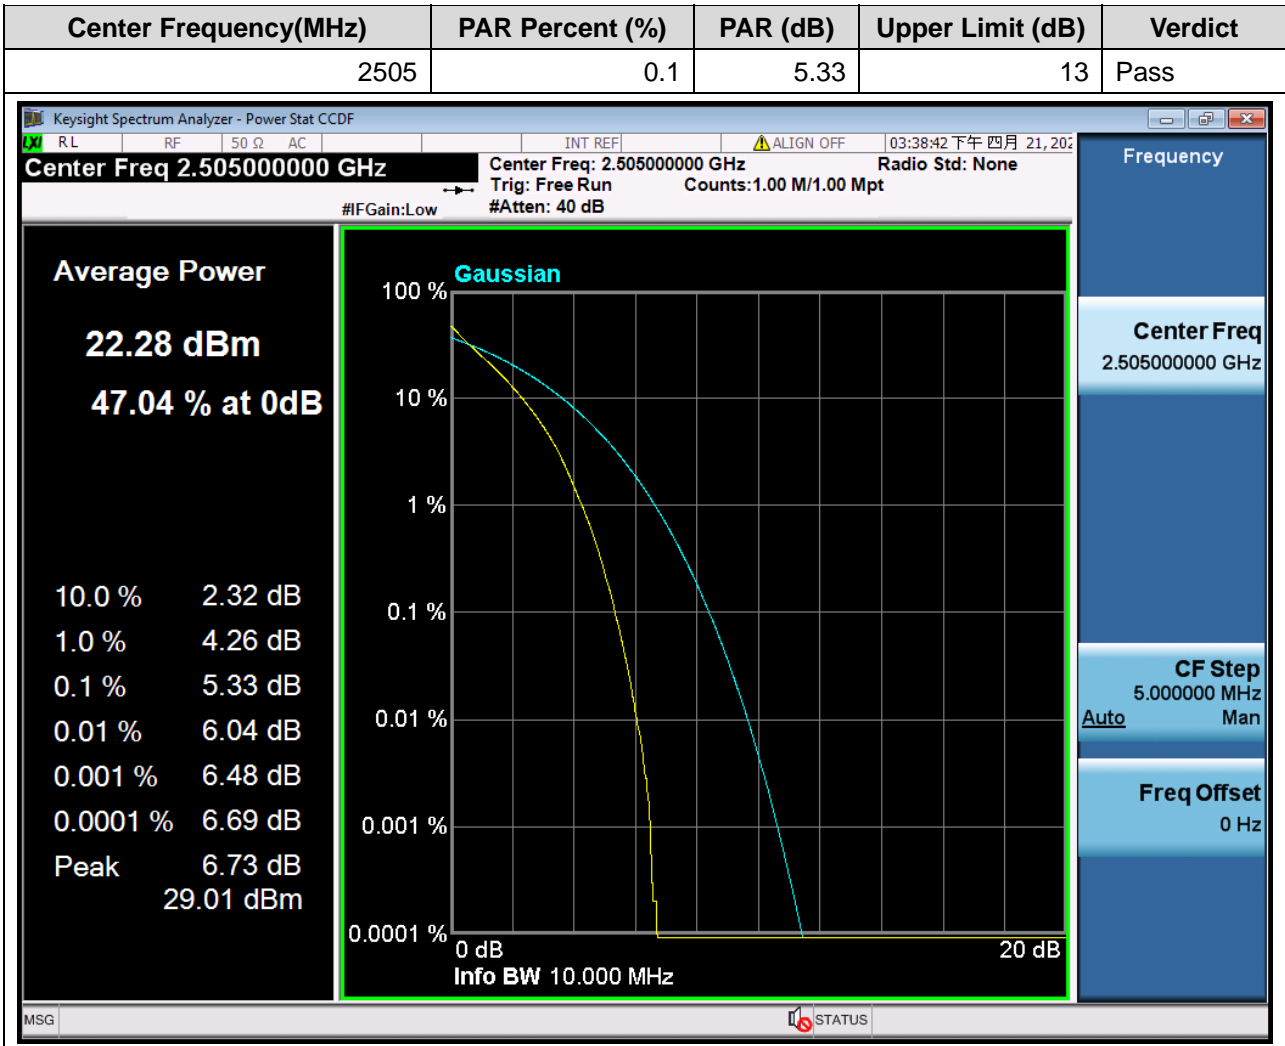 Center Frequency(MHz) PAR Percent (%) PAR (dB) Upper Limit (dB) Verdict
2505 0.1 5.33 13 Pass
Keysight Spectrum Analyzer - Power Stat CCDF
LXI RL RF 50 Ω AC INT REF ALIGN OFF 03:38:42 下午 四月 21, 202
Center Freq 2.505000000 GHz
Center Freq: 2.505000000 GHz Radio Std: None
Trig: Free Run Counts:1.00 M/1.00 Mpt
#IFGain:Low #Atten: 40 dB
Frequency
Average Power
22.28 dBm
47.04 % at 0dB
10.0 % 2.32 dB
1.0 % 4.26 dB
0.1 % 5.33 dB
0.01 % 6.04 dB
0.001 % 6.48 dB
0.0001 % 6.69 dB
Peak 6.73 dB
29.01 dBm
Gaussian
100 %
10 %
1 %
0.1 %
0.01 %
0.001 %
0.0001 %
0 dB 20 dB
Info BW 10.000 MHz
Center Freq
2.505000000 GHz
CF Step
5.000000 MHz
Auto Man
Freq Offset
0 Hz
MSG STATUS